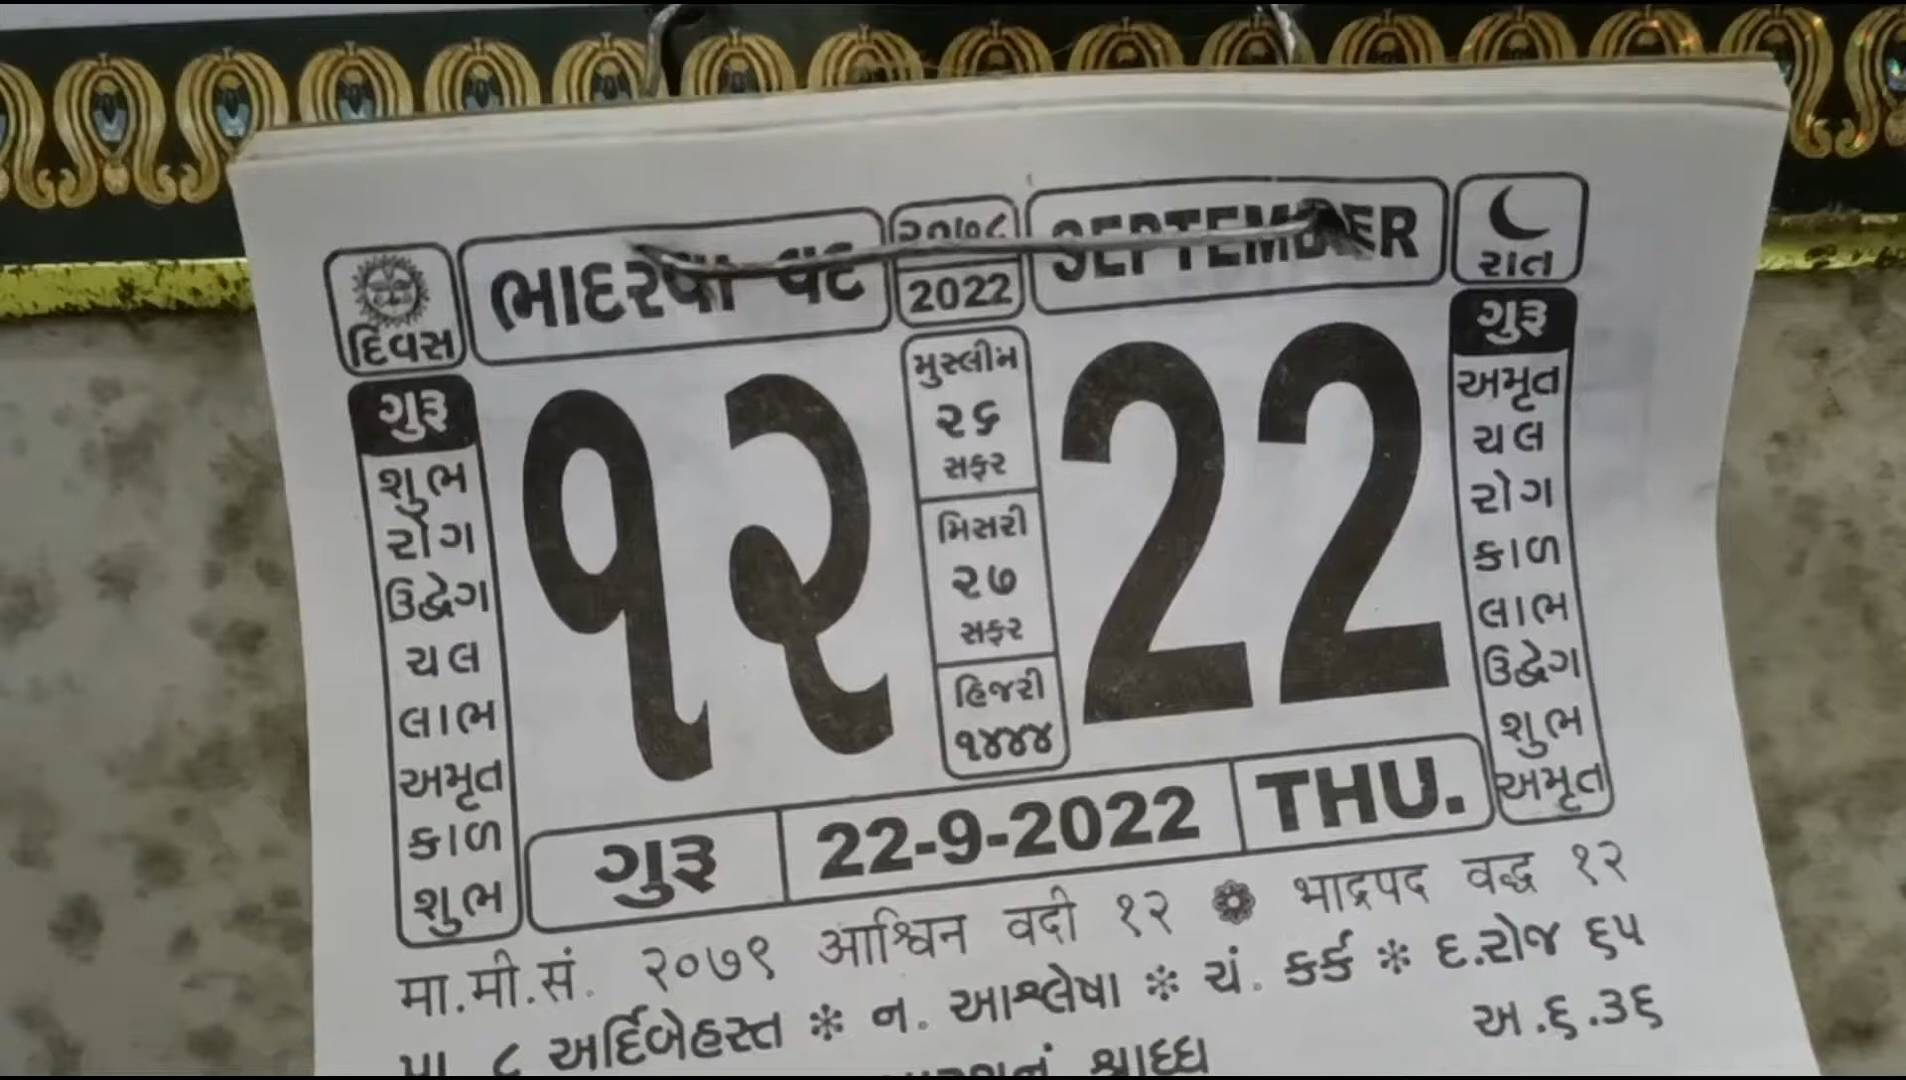 દિવસ
ભાદરવા વદ
૨૦૭૮
2022
SEPTEMBER
રાત
ગુરૂ
શુભ
રોગ
ઉદ્વેગ
ચલ
લાભ
અમૃત
કાળ
શુભ
૧૨
મુસ્લીમ
૨૬
સફર
મિસરી
૨૭
સફર
હિજરી
૧૪૪૪
22
ગુરૂ
અમૃત
ચલ
રોગ
કાળ
લાભ
ઉદ્વેગ
શુભ
અમૃત
ગુરૂ 22-9-2022 THU.
मा.मी.सं. २०७९ आश्विन वदी १२ भाद्रपद वद्ध १२
પા. ૮ અર્દિબેહસ્ત * ન. આશ્લેષા * ચં. કર્ક * દ.રોજ ૬૫
અ.૬.૩૬
શ્રાધ્ધ